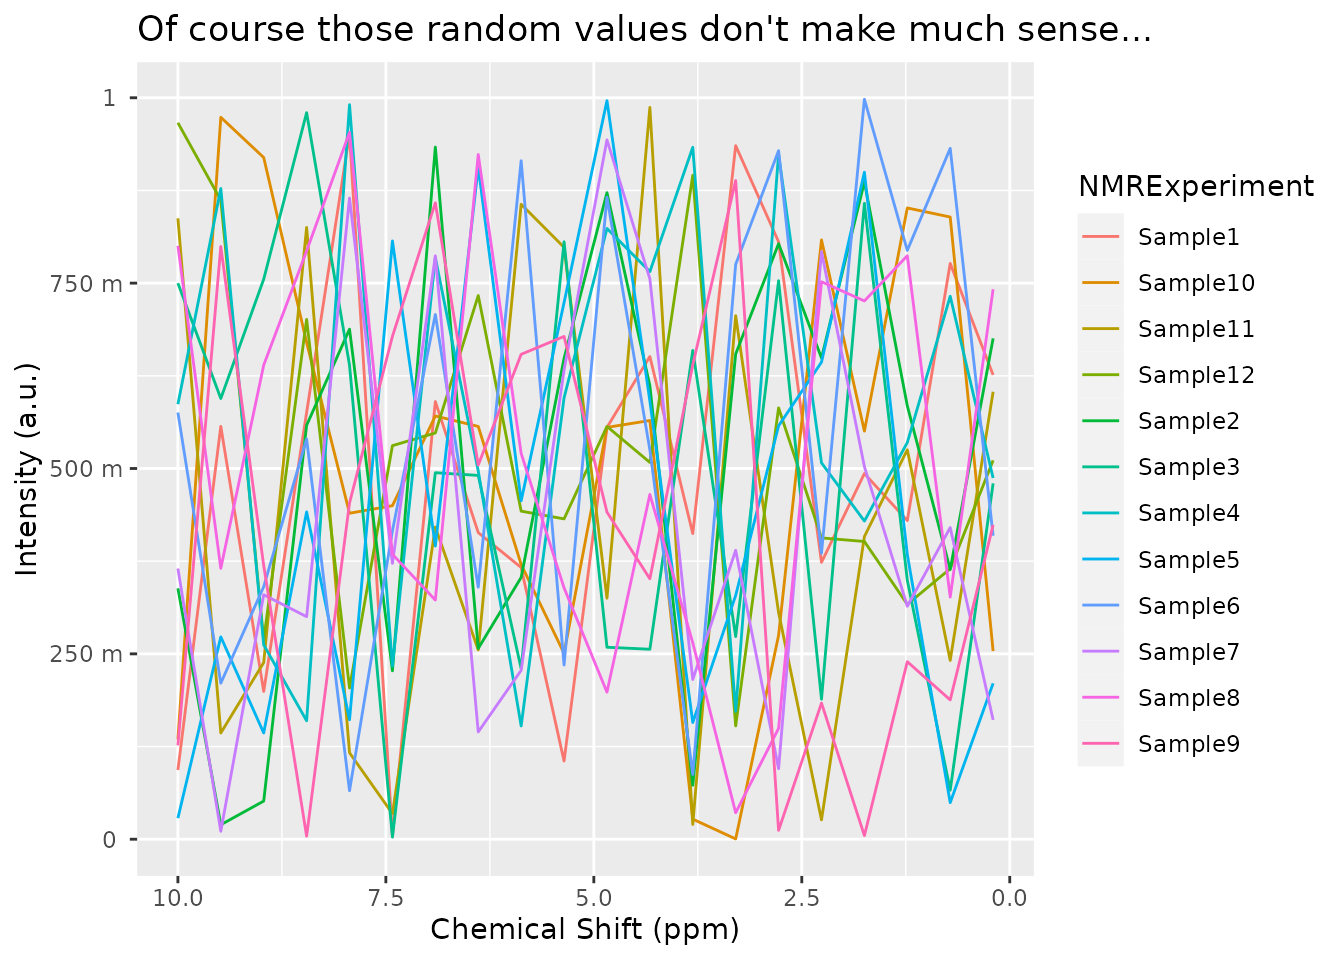 Of course those random values don't make much sense...
Intensity (a.u.)
1
750 m
500 m
250 m
0
10.0 7.5 5.0 2.5 0.0
Chemical Shift (ppm)
NMRExperiment
Sample1
Sample10
Sample11
Sample12
Sample2
Sample3
Sample4
Sample5
Sample6
Sample7
Sample8
Sample9